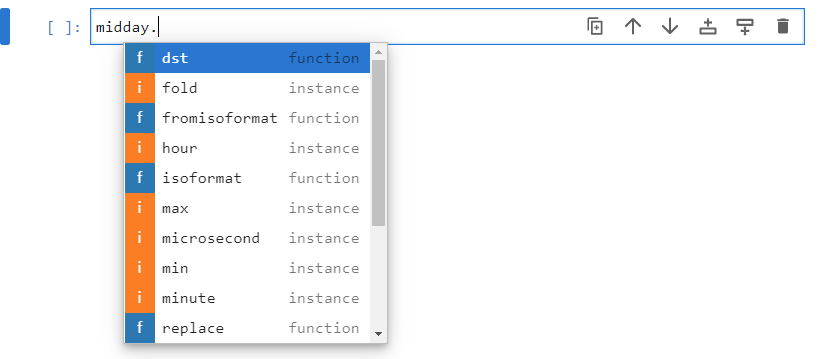 [ ]: midday.
f dst function
i fold instance
f fromisoformat function
i hour instance
f isoformat function
i max instance
i microsecond instance
i min instance
i minute instance
f replace function